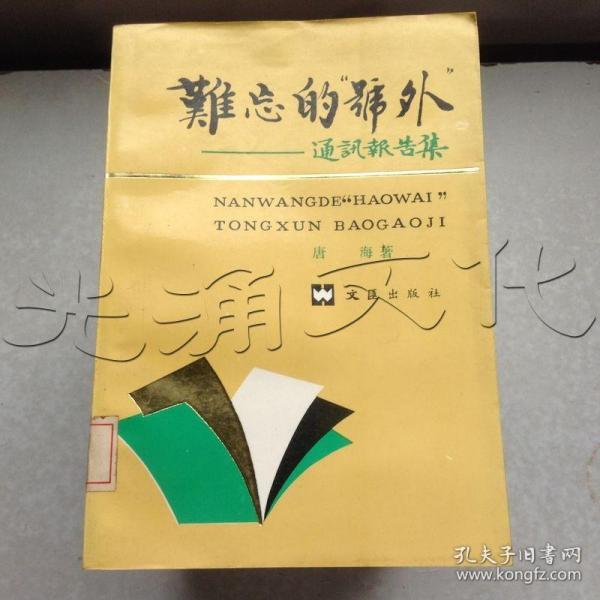 難忘的"號外"
——通訊報告集
NANWANGDE“HAOWAI”
TONGXUN BAOGAOJI
唐 海著
文匯出版社
光涌文化
孔夫子旧书网
www.kongfz.com